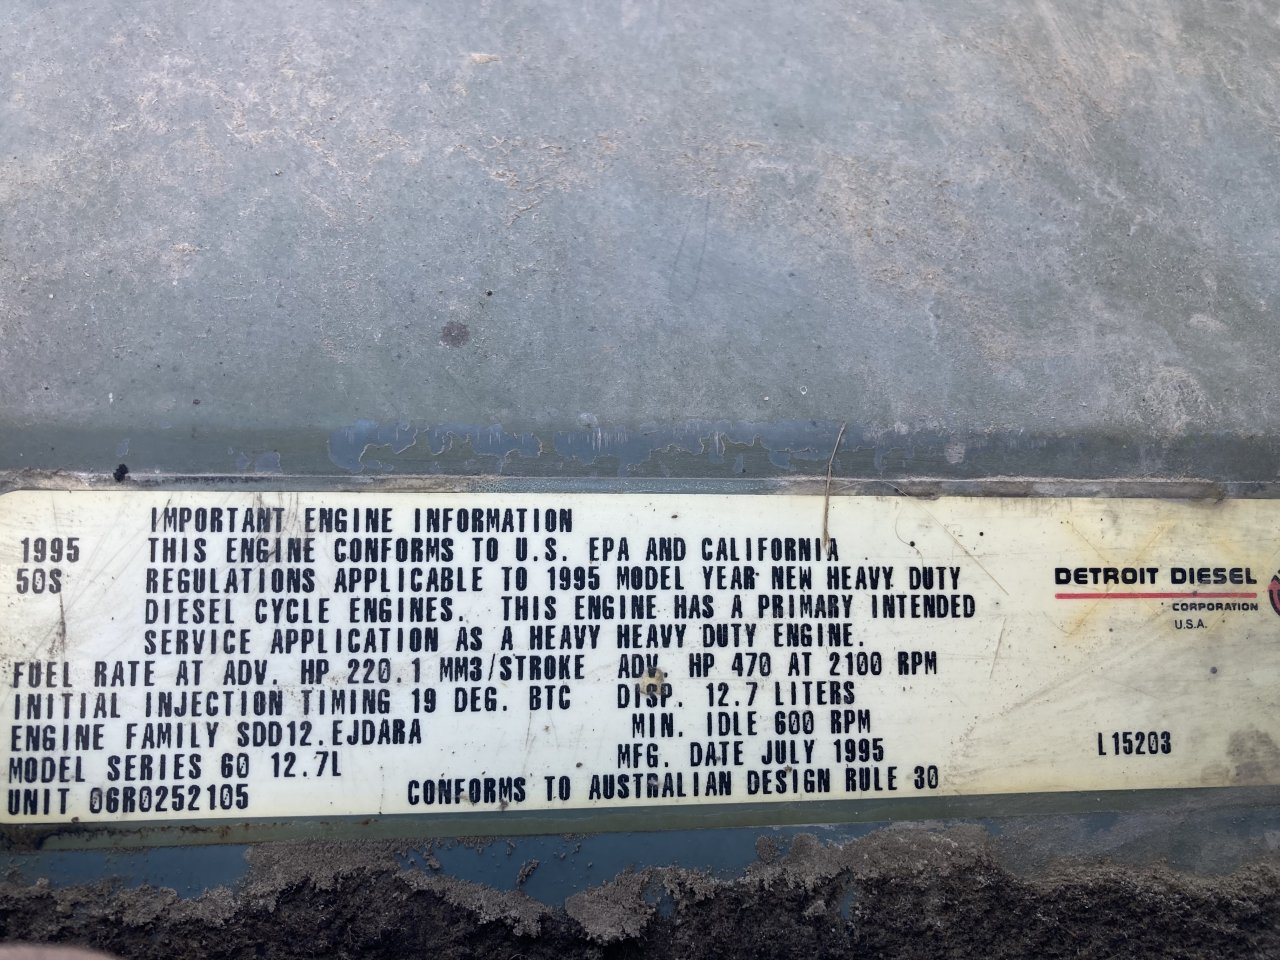 IMPORTANT ENGINE INFORMATION
1995 THIS ENGINE CONFORMS TO U.S. EPA AND CALIFORNIA
50S REGULATIONS APPLICABLE TO 1995 MODEL YEAR NEW HEAVY DUTY
DIESEL CYCLE ENGINES. THIS ENGINE HAS A PRIMARY INTENDED
SERVICE APPLICATION AS A HEAVY HEAVY DUTY ENGINE.
FUEL RATE AT ADV. HP 220.1 MM3/STROKE ADV. HP 470 AT 2100 RPM
INITIAL INJECTION TIMING 19 DEG. BTC DISP. 12.7 LITERS
ENGINE FAMILY SDD12.EJDARA MIN. IDLE 600 RPM
MODEL SERIES 60 12.7L MFG. DATE JULY 1995
UNIT 06R0252105 CONFORMS TO AUSTRALIAN DESIGN RULE 30
DETROIT DIESEL
CORPORATION
U.S.A.
L15203